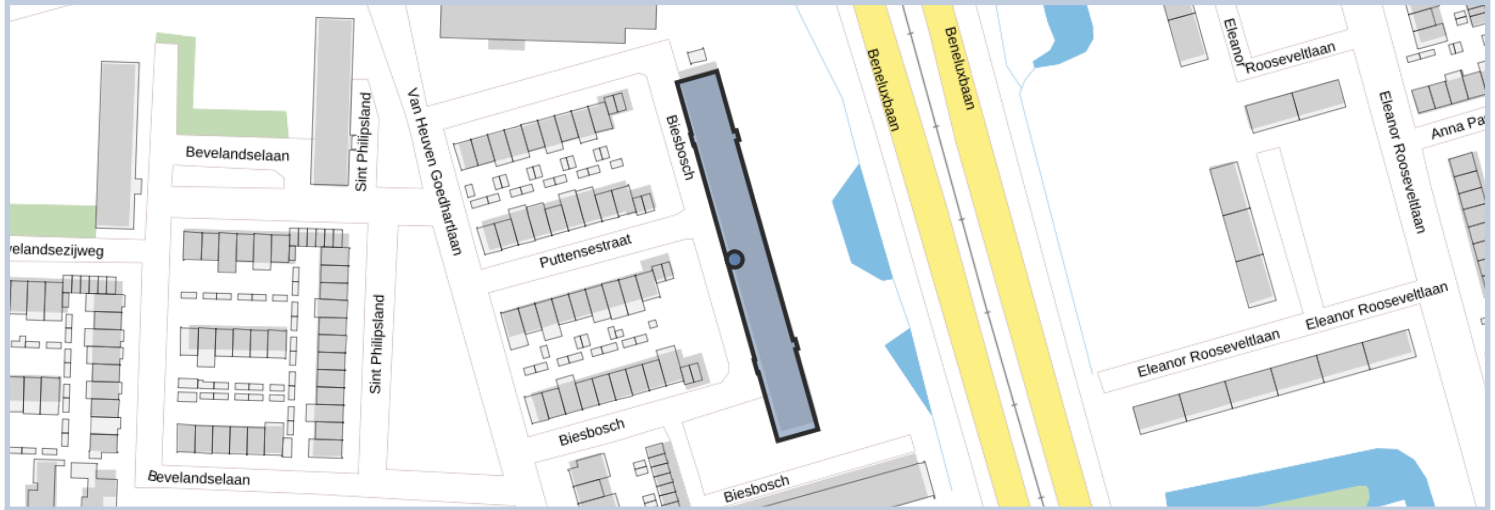 Eleanor
Rooseveltlaan
Beneluxbaan
Beneluxbaan
Van Heuven Goedhartlaan
Sint Philipsland
Biesbosch
Eleanor Rooseveltlaan
Anna Pa
Bevelandselaan
velandsezijweg
Puttensestraat
Sint Philipsland
Eleanor Rooseveltlaan
Eleanor Rooseveltlaan
Biesbosch
Bevelandselaan
Biesbosch